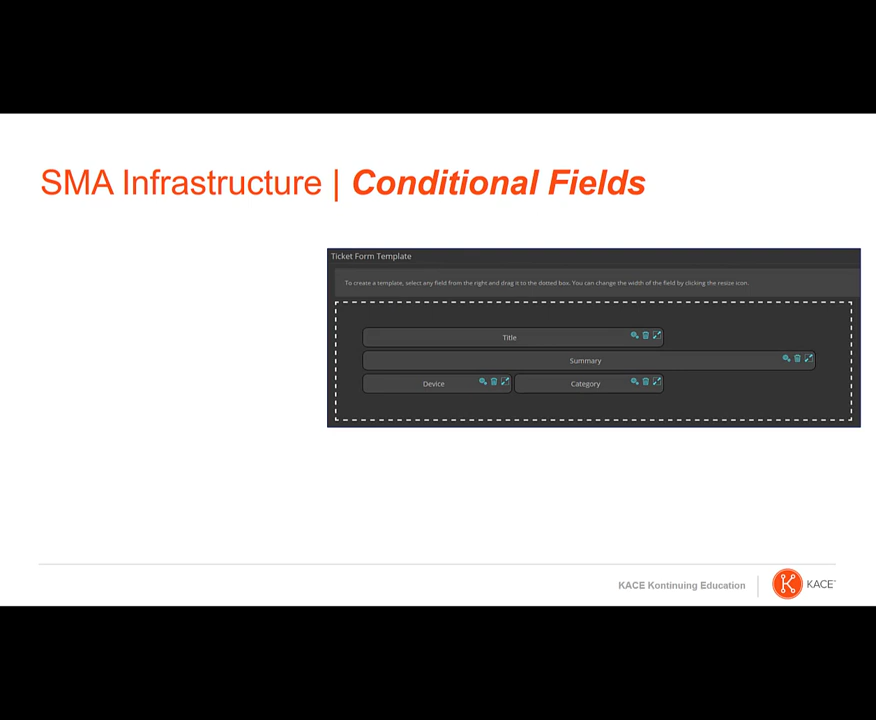 SMA Infrastructure | Conditional Fields
Ticket Form Template
To create a template, select any field from the right and drag it to the dotted box. You can change the width of the field by clicking the resize icon.
Title
Summary
Device Category
KACE Kontinuing Education
KACE